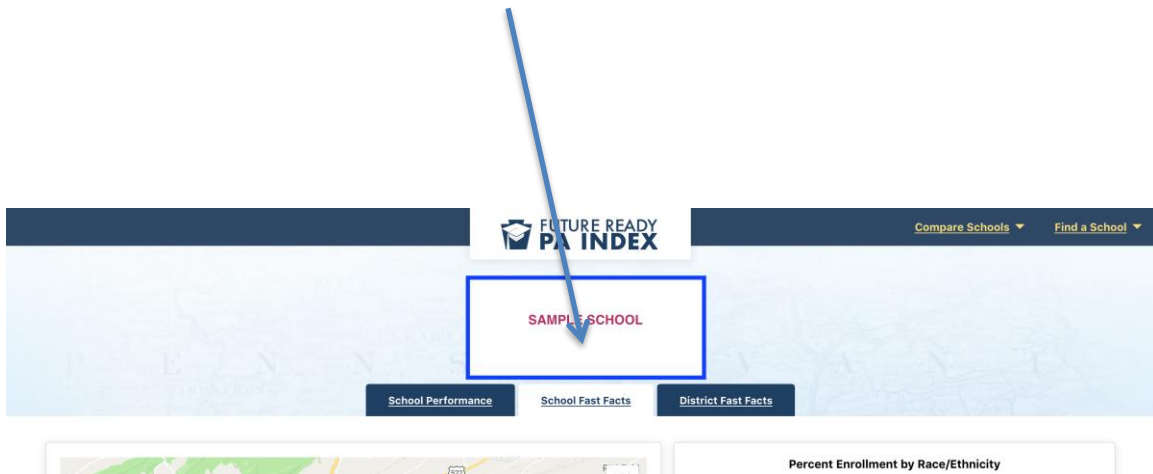 FUTURE READY
PA INDEX
Compare Schools
Find a School
SAMPLE SCHOOL
P E N N S Y V A N I
School Performance
School Fast Facts
District Fast Facts
527
Percent Enrollment by Race/Ethnicity